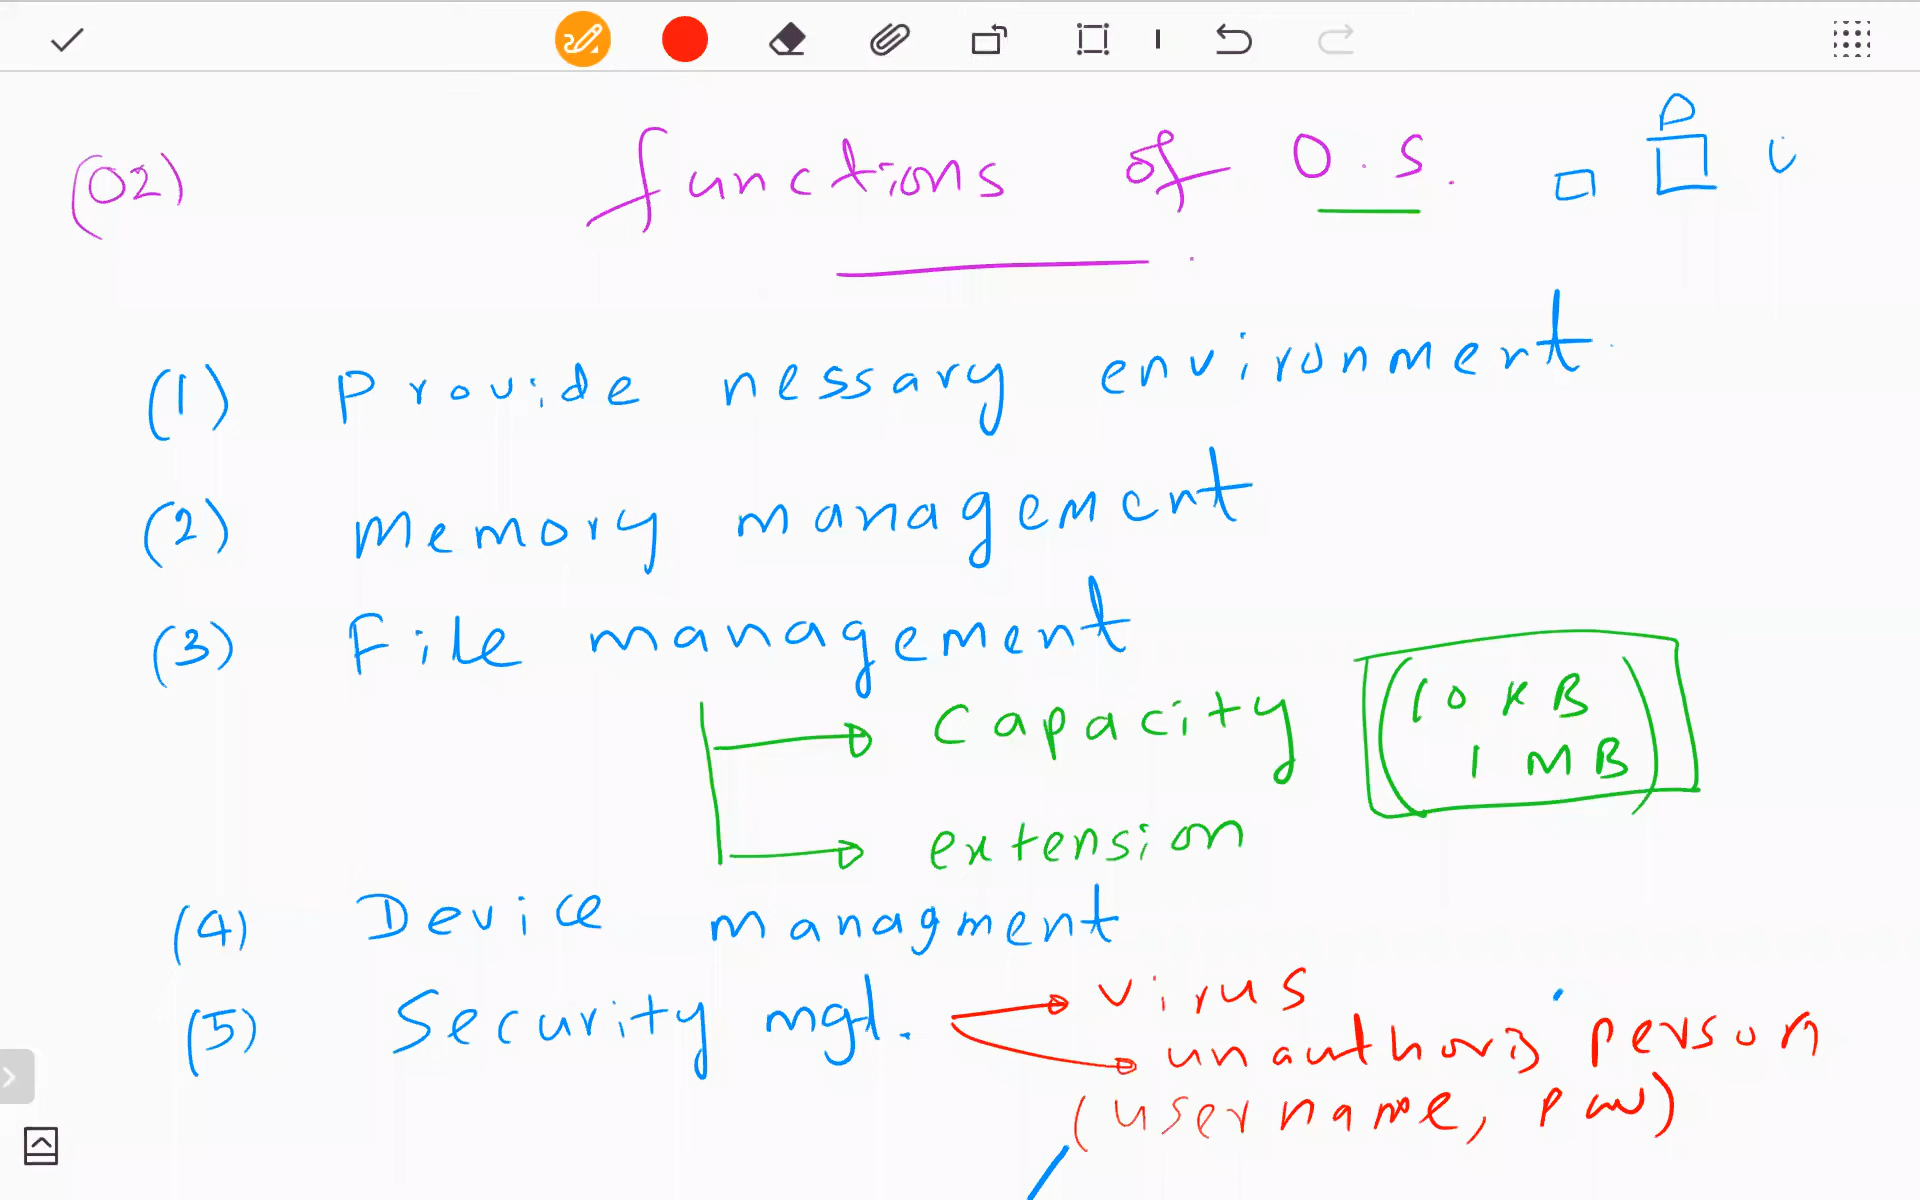 (02) functions of O.S.
(1) Provide nessary environment
(2) Memory management
(3) File management
Capacity (10 KB
1 MB)
extension
(4) Device managment
(5) Security mgt.
virus
unauthoris person
(username, pw)